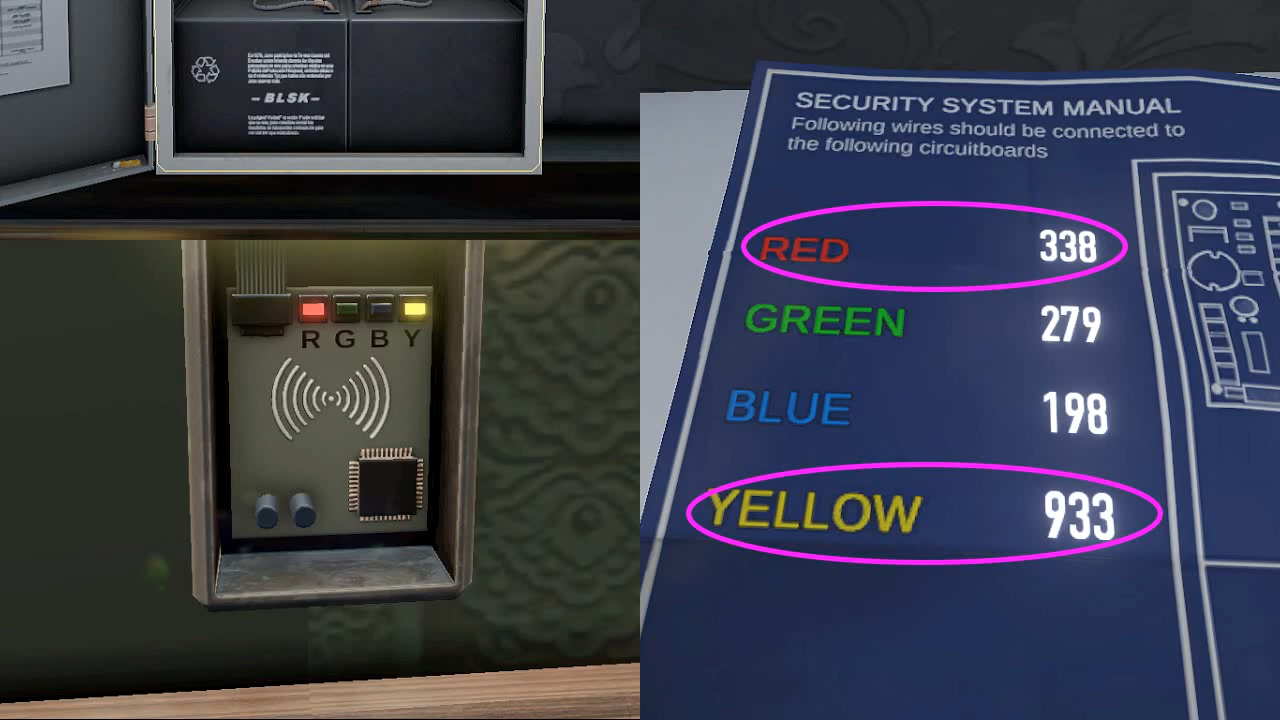 – BLSK –
R G B Y
SECURITY SYSTEM MANUAL
Following wires should be connected to
the following circuitboards
RED 338
GREEN 279
BLUE 198
YELLOW 933